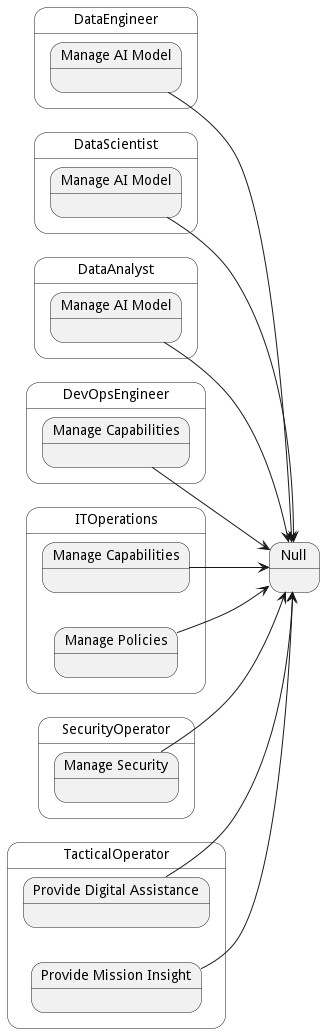 DataEngineer
Manage AI Model
DataScientist
Manage AI Model
DataAnalyst
Manage AI Model
DevOpsEngineer
Manage Capabilities
ITOperations
Manage Capabilities
Null
Manage Policies
SecurityOperator
Manage Security
TacticalOperator
Provide Digital Assistance
Provide Mission Insight